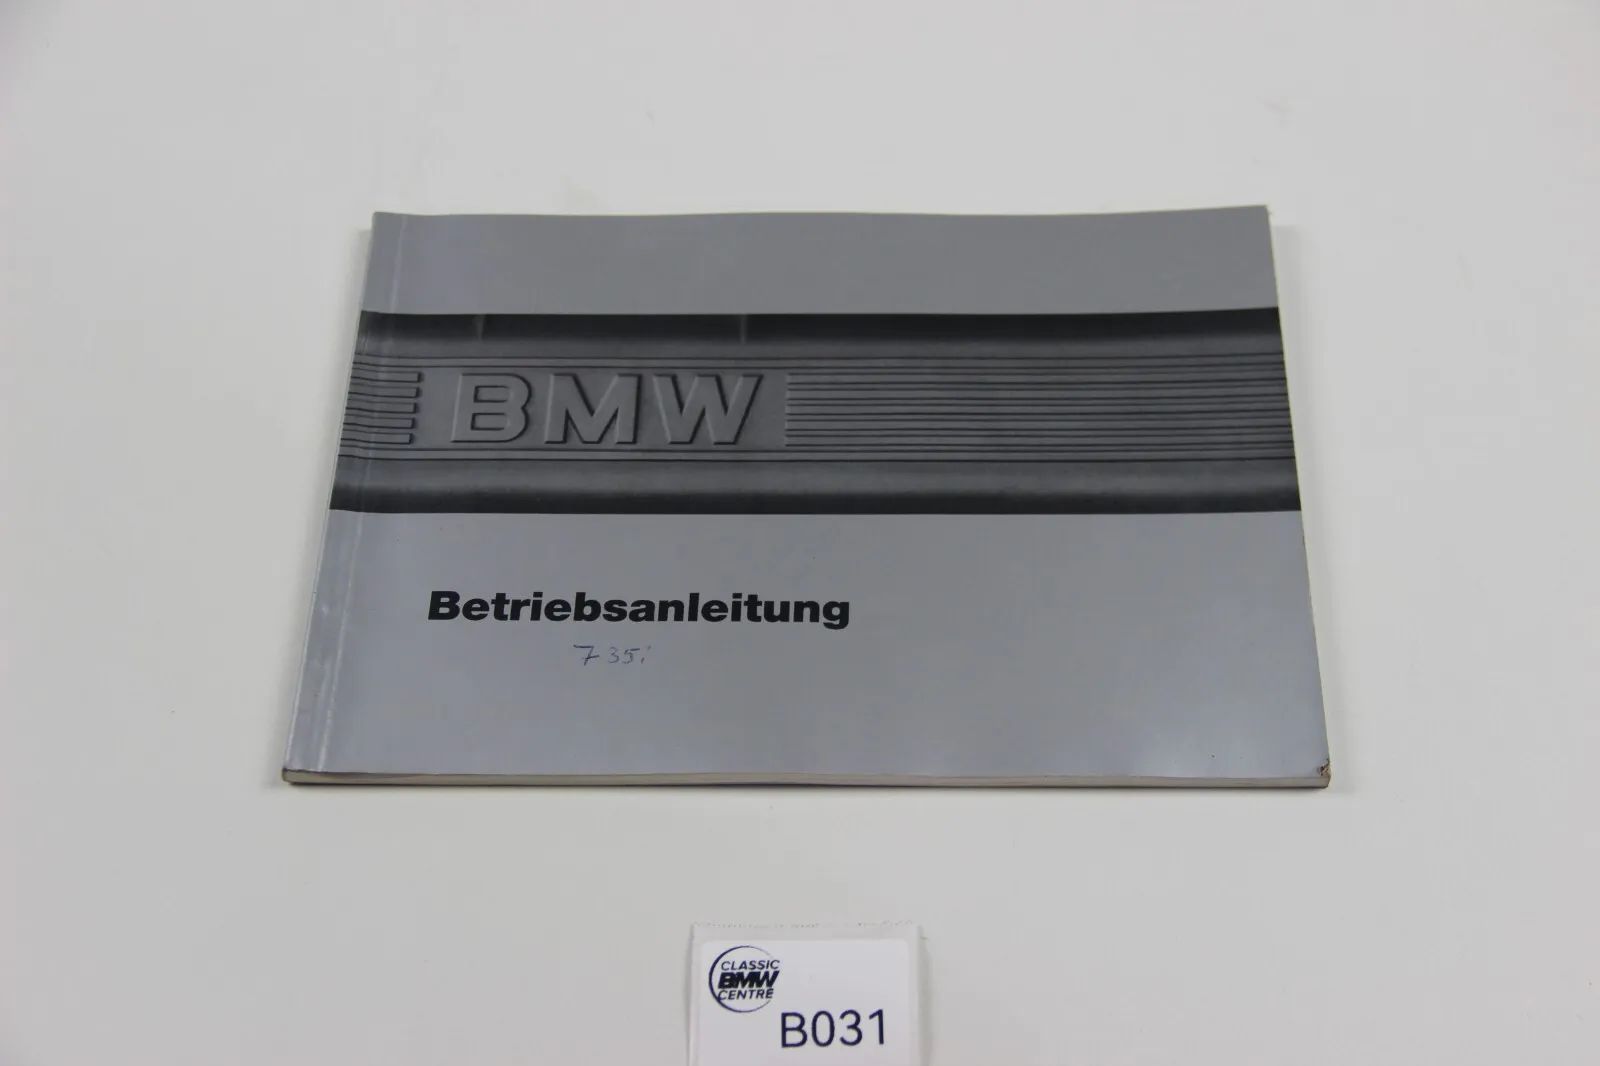 BMW
Betriebsanleitung
735i
CLASSIC
BMW
CENTRE
B031